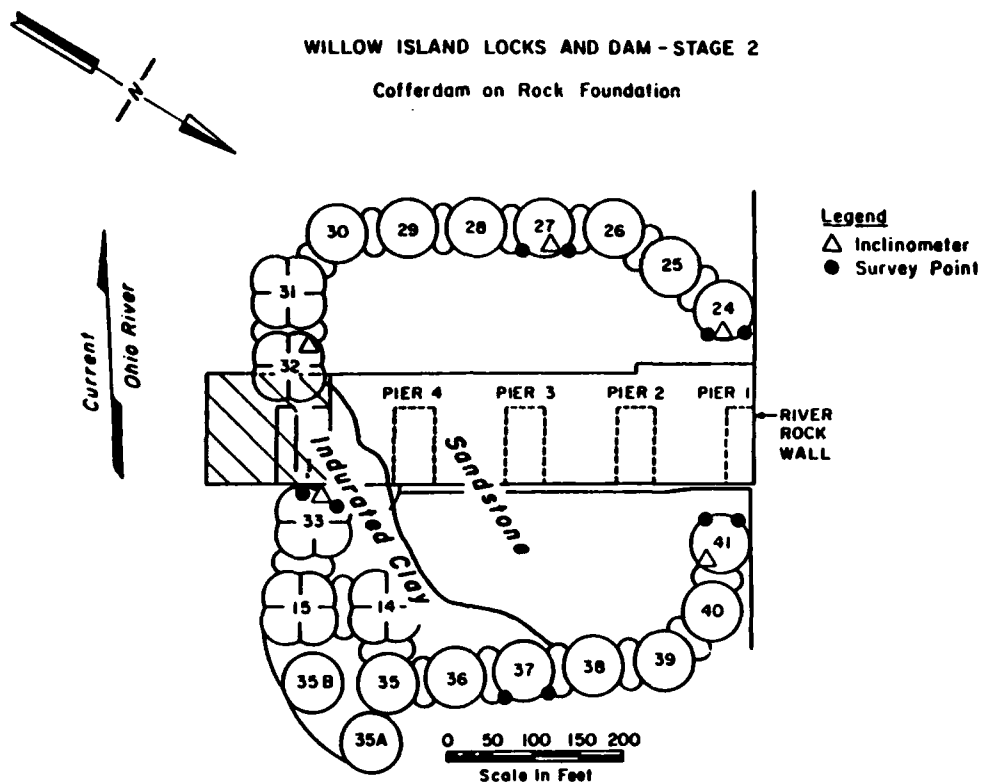 WILLOW ISLAND LOCKS AND DAM - STAGE 2
Cofferdam on Rock Foundation
N
Current
Ohio River
Legend
Inclinometer
Survey Point
30
29
28
27
26
25
24
31
32
PIER 4
PIER 3
PIER 2
PIER 1
RIVER
ROCK
WALL
Indurated Clay
Sandstone
33
41
15
14
40
35B
35
36
37
38
39
35A
0 50 100 150 200
Scale in Feet